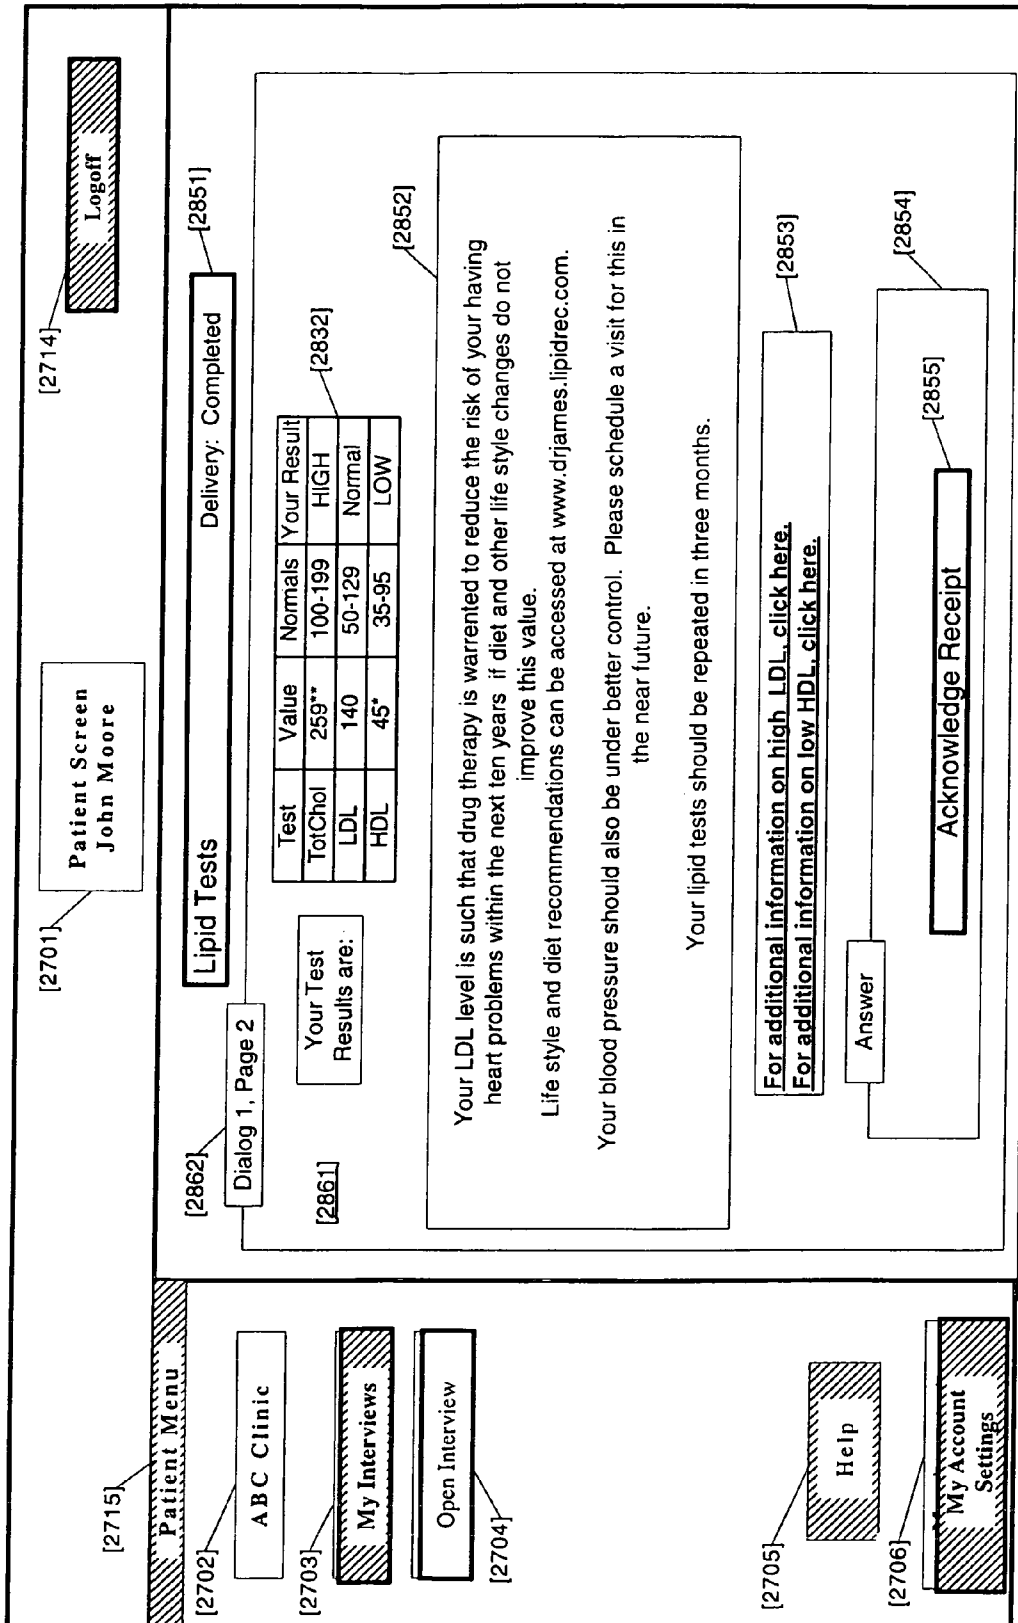 [2701]
Patient Screen
John Moore
[2714]
Logoff
[2715]
Patient Menu
[2702]
ABC Clinic
[2703]
My Interviews
Open Interview
[2704]
[2705]
Help
[2706]
My Account
Settings
Lipid Tests Delivery: Completed
[2851]
[2862]
Dialog 1, Page 2
[2861]
Your Test
Results are:
Test Value Normals Your Result
TotChol 259** 100-199 HIGH
LDL 140 50-129 Normal
HDL 45* 35-95 LOW
[2832]
[2852]
Your LDL level is such that drug therapy is warrented to reduce the risk of your having
heart problems within the next ten years if diet and other life style changes do not
improve this value.
Life style and diet recommendations can be accessed at www.drjames.lipidrec.com.
Your blood pressure should also be under better control. Please schedule a visit for this in
the near future.
Your lipid tests should be repeated in three months.
[2853]
For additional information on high LDL, click here.
For additional information on low HDL, click here.
[2854]
Answer
[2855]
Acknowledge Receipt